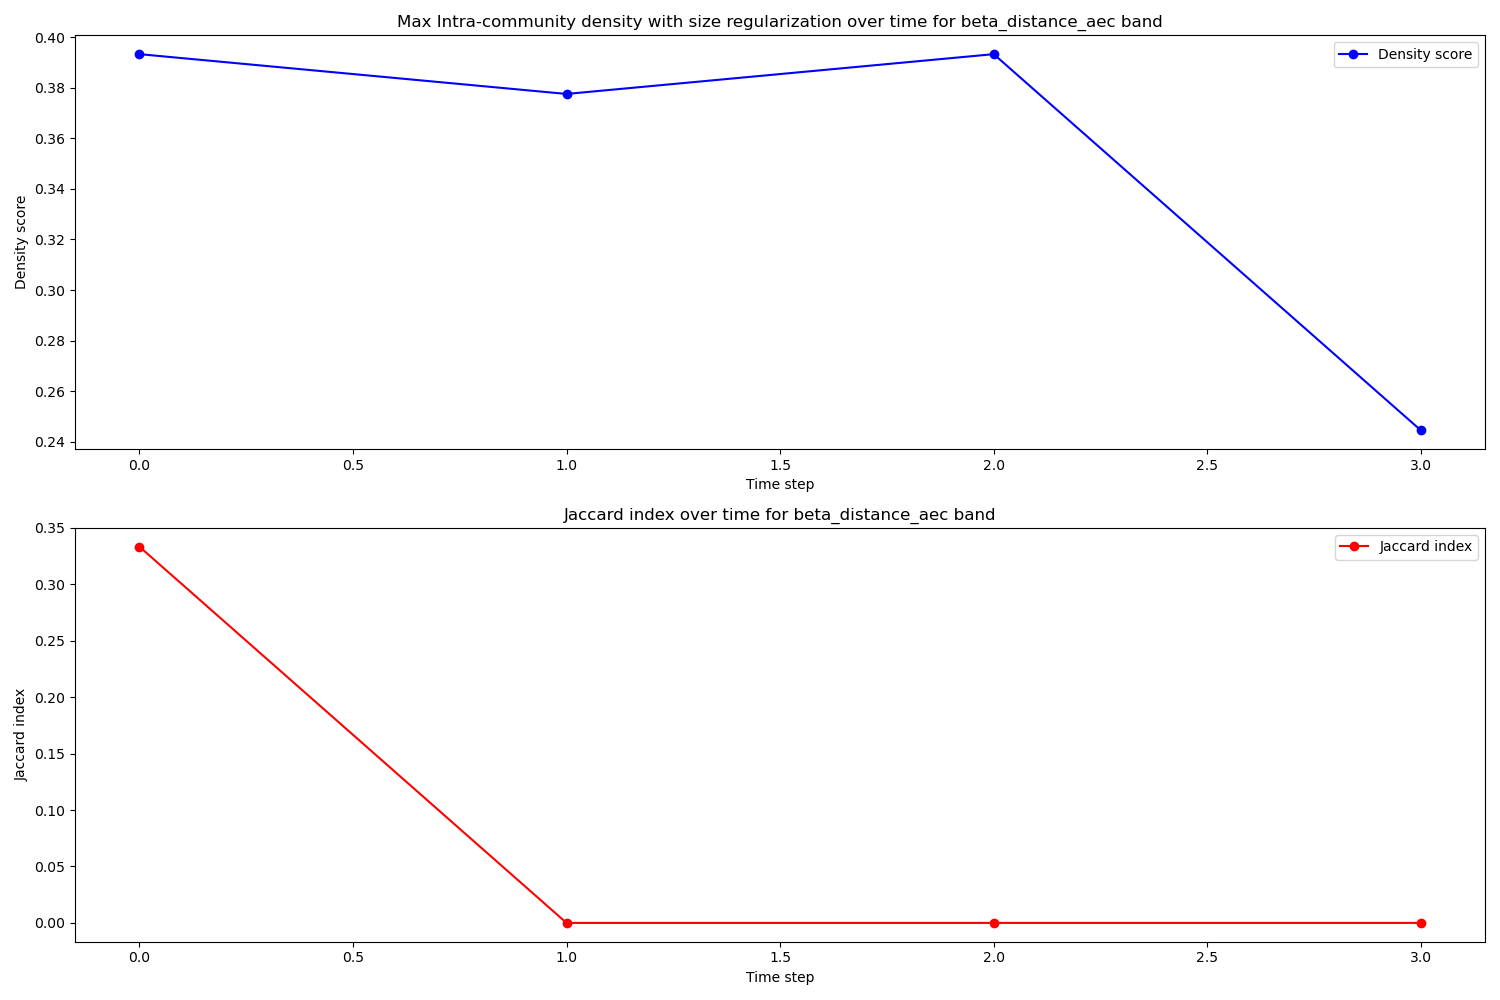 Max Intra-community density with size regularization over time for beta_distance_aec band
Density score
0.40
0.38
0.36
0.34
0.32
0.30
0.28
0.26
0.24
Density score
0.0 0.5 1.0 1.5 2.0 2.5 3.0
Time step
Jaccard index over time for beta_distance_aec band
Jaccard index
0.35
0.30
0.25
0.20
0.15
0.10
0.05
0.00
Jaccard index
0.0 0.5 1.0 1.5 2.0 2.5 3.0
Time step